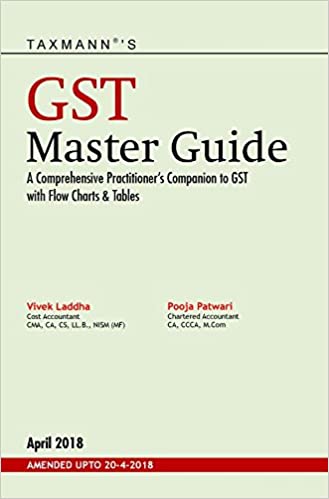 TAXMANN®'S
GST
Master Guide
A Comprehensive Practitioner's Companion to GST
with Flow Charts & Tables
Vivek Laddha
Cost Accountant
CMA, CA, CS, LL.B., NISM (MF)
Pooja Patwari
Chartered Accountant
CA, CCCA, M.Com
April 2018
AMENDED UPTO 20-4-2018